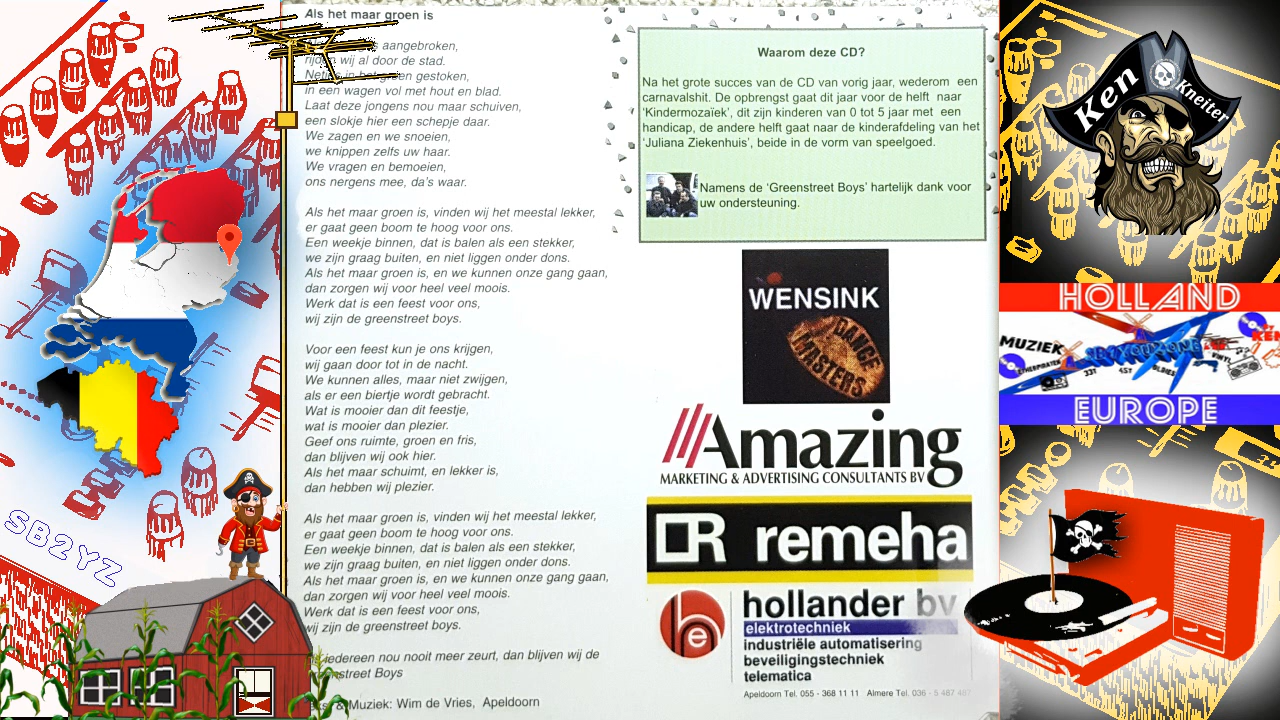 Als het maar groen is
aangebroken,
rijden wij al door de stad.
Netjes in gen gestoken,
in een wagen vol met hout en blad.
Laat deze jongens nou maar schuiven,
een slokje hier een schepje daar.
We zagen en we snoeien,
we knippen zelfs uw haar.
We vragen en bemoeien,
ons nergens mee, da's waar.
Als het maar groen is, vinden wij het meestal lekker,
er gaat geen boom te hoog voor ons.
Een weekje binnen, dat is balen als een stekker,
we zijn graag buiten, en niet liggen onder dons.
Als het maar groen is, en we kunnen onze gang gaan,
dan zorgen wij voor heel veel moois.
Werk dat is een feest voor ons,
wij zijn de greenstreet boys.
Voor een feest kun je ons krijgen,
wij gaan door tot in de nacht.
We kunnen alles, maar niet zwijgen,
als er een biertje wordt gebracht.
Wat is mooier dan dit feestje,
wat is mooier dan plezier.
Geef ons ruimte, groen en fris,
dan blijven wij ook hier.
Als het maar schuimt, en lekker is,
dan hebben wij plezier.
Als het maar groen is, vinden wij het meestal lekker,
er gaat geen boom te hoog voor ons.
Een weekje binnen, dat is balen als een stekker,
we zijn graag buiten, en niet liggen onder dons.
Als het maar groen is, en we kunnen onze gang gaan,
dan zorgen wij voor heel veel moois.
Werk dat is een feest voor ons,
wij zijn de greenstreet boys.
iedereen nou nooit meer zeurt, dan blijven wij de
Greenstreet Boys
Tekst & Muziek: Wim de Vries, Apeldoorn
Waarom deze CD?
Na het grote succes van de CD van vorig jaar, wederom een
carnavalshit. De opbrengst gaat dit jaar voor de helft naar
'Kindermozaïek', dit zijn kinderen van 0 tot 5 jaar met een
handicap, de andere helft gaat naar de kinderafdeling van het
'Juliana Ziekenhuis', beide in de vorm van speelgoed.
Namens de 'Greenstreet Boys' hartelijk dank voor
uw ondersteuning.
WENSINK
DANCE
MASTERS
Amazing
MARKETING & ADVERTISING CONSULTANTS BV
remeha
he
hollander bv
elektrotechniek
industriële automatisering
beveiligingstechniek
telematica
Apeldoorn Tel. 055 - 368 11 11 Almere Tel. 036 - 5 487 487
SB2YZ
Ken Kneiter
HOLLAND
MUZIEK
ETHERPIRATEN
33T
45T
OLDIES
VINYL
BY
KEN
EUROPE